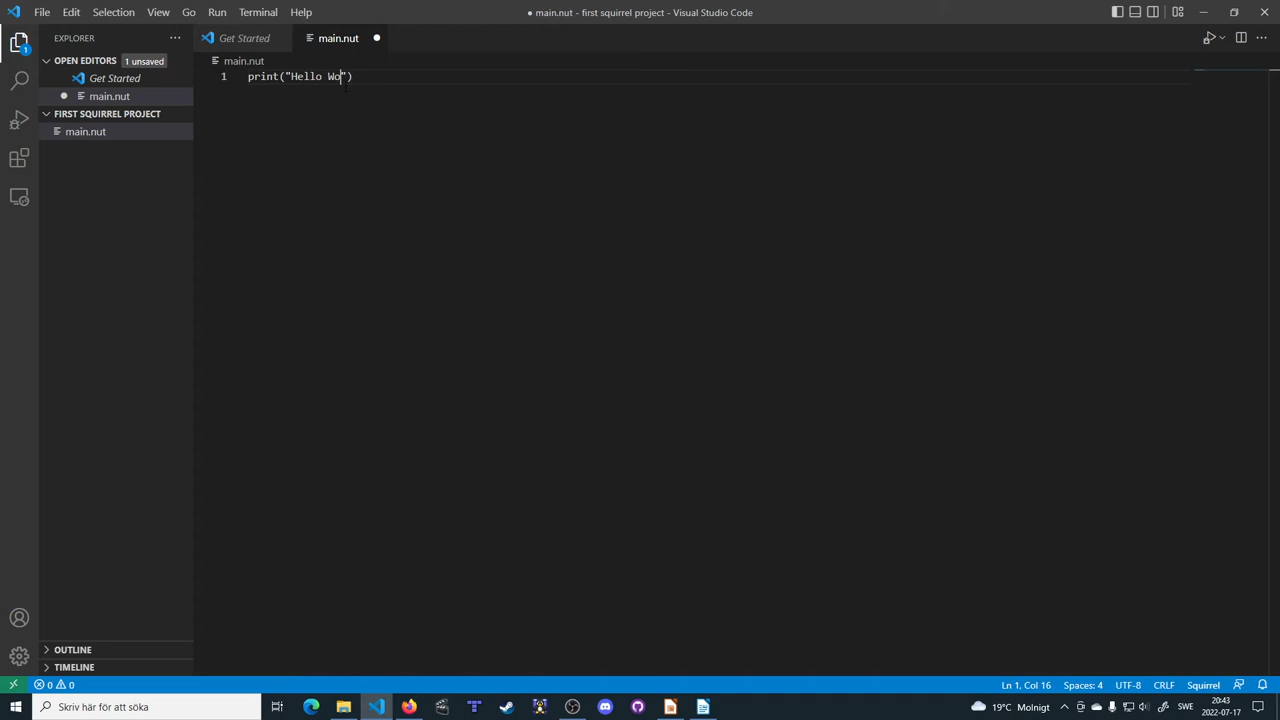 File Edit Selection View Go Run Terminal Help
● main.nut - first squirrel project - Visual Studio Code
EXPLORER
Get Started
main.nut
OPEN EDITORS 1 unsaved
Get Started
main.nut
FIRST SQUIRREL PROJECT
main.nut
OUTLINE
TIMELINE
1
main.nut
1 print("Hello Wo")
0 0
Ln 1, Col 16 Spaces: 4 UTF-8 CRLF Squirrel
Skriv här för att söka
19°C Molnigt
SWE
20:43
2022-07-17